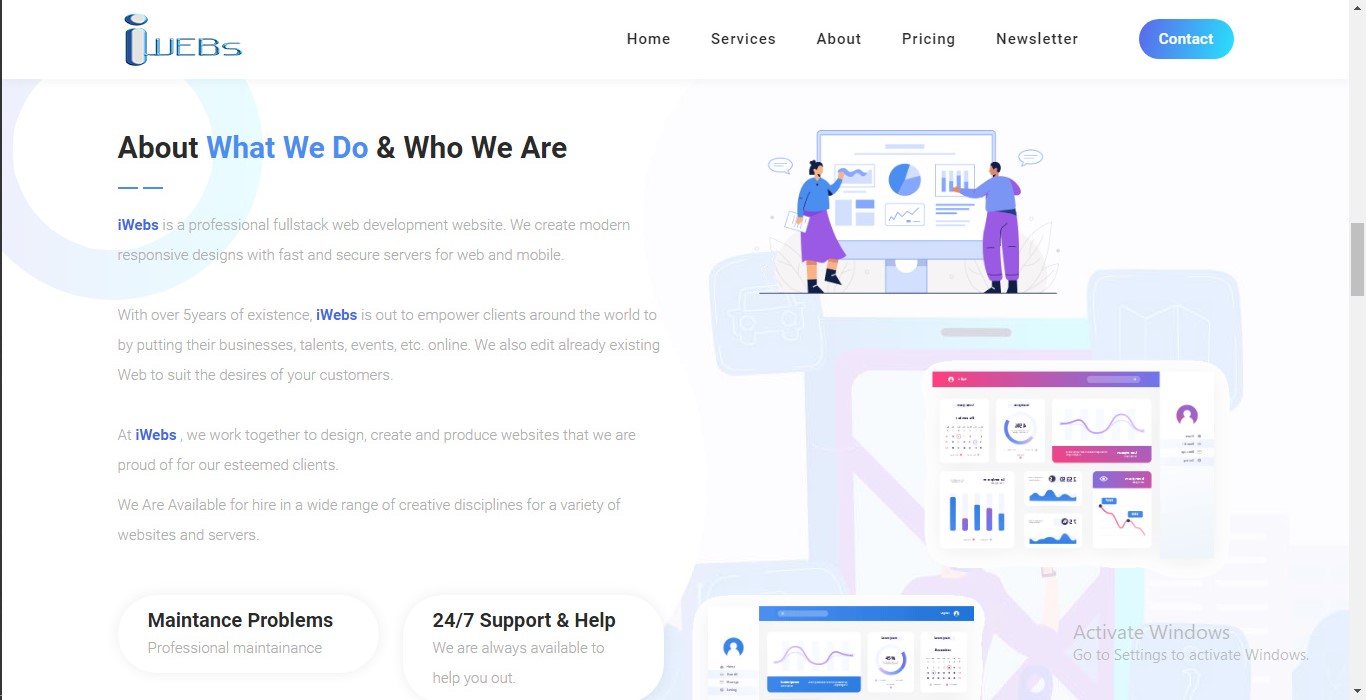 iWEBs
Home Services About Pricing Newsletter Contact
About What We Do & Who We Are
iWebs is a professional fullstack web development website. We create modern
responsive designs with fast and secure servers for web and mobile.
With over 5years of existence, iWebs is out to empower clients around the world to
by putting their businesses, talents, events, etc. online. We also edit already existing
Web to suit the desires of your customers.
At iWebs , we work together to design, create and produce websites that we are
proud of for our esteemed clients.
We Are Available for hire in a wide range of creative disciplines for a variety of
websites and servers.
Maintance Problems
Professional maintainance
24/7 Support & Help
We are always available to
help you out.
Activate Windows
Go to Settings to activate Windows.